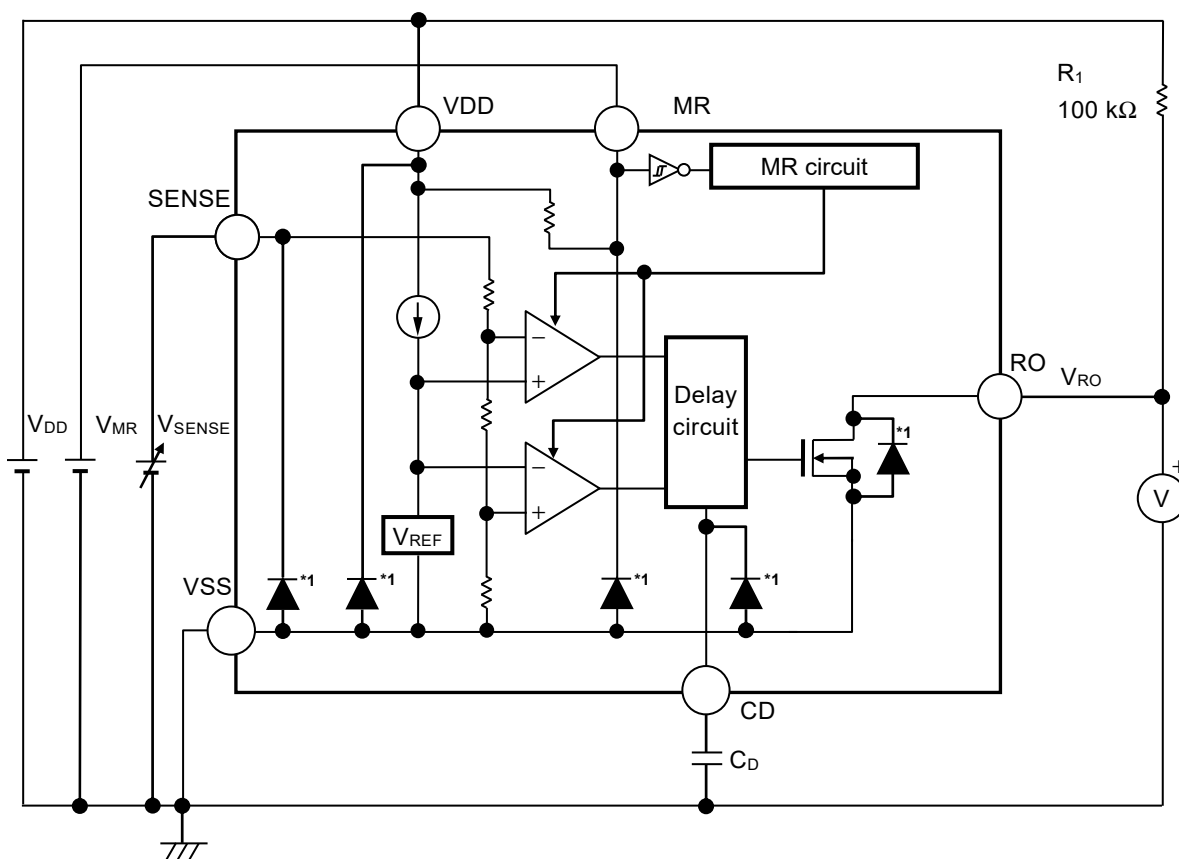 VDD
MR
R1
100 kΩ
MR circuit
SENSE
−
+
RO
VRO
Delay
circuit
VDD
VMR
VSENSE
*1
−
+
+
V
VREF
VSS
*1
*1
*1
*1
CD
CD